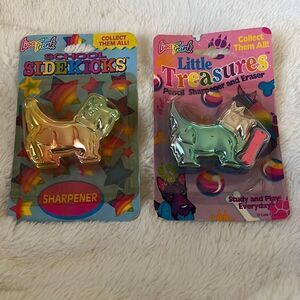 Lisa Frank
COLLECT
THEM ALL!
SCHOOL
SIDEKICKS
SHARPENER
Lisa Frank
Collect
Them All!
Little
Treasures
Pencil Sharpener and Eraser
Study and Play
Everyday